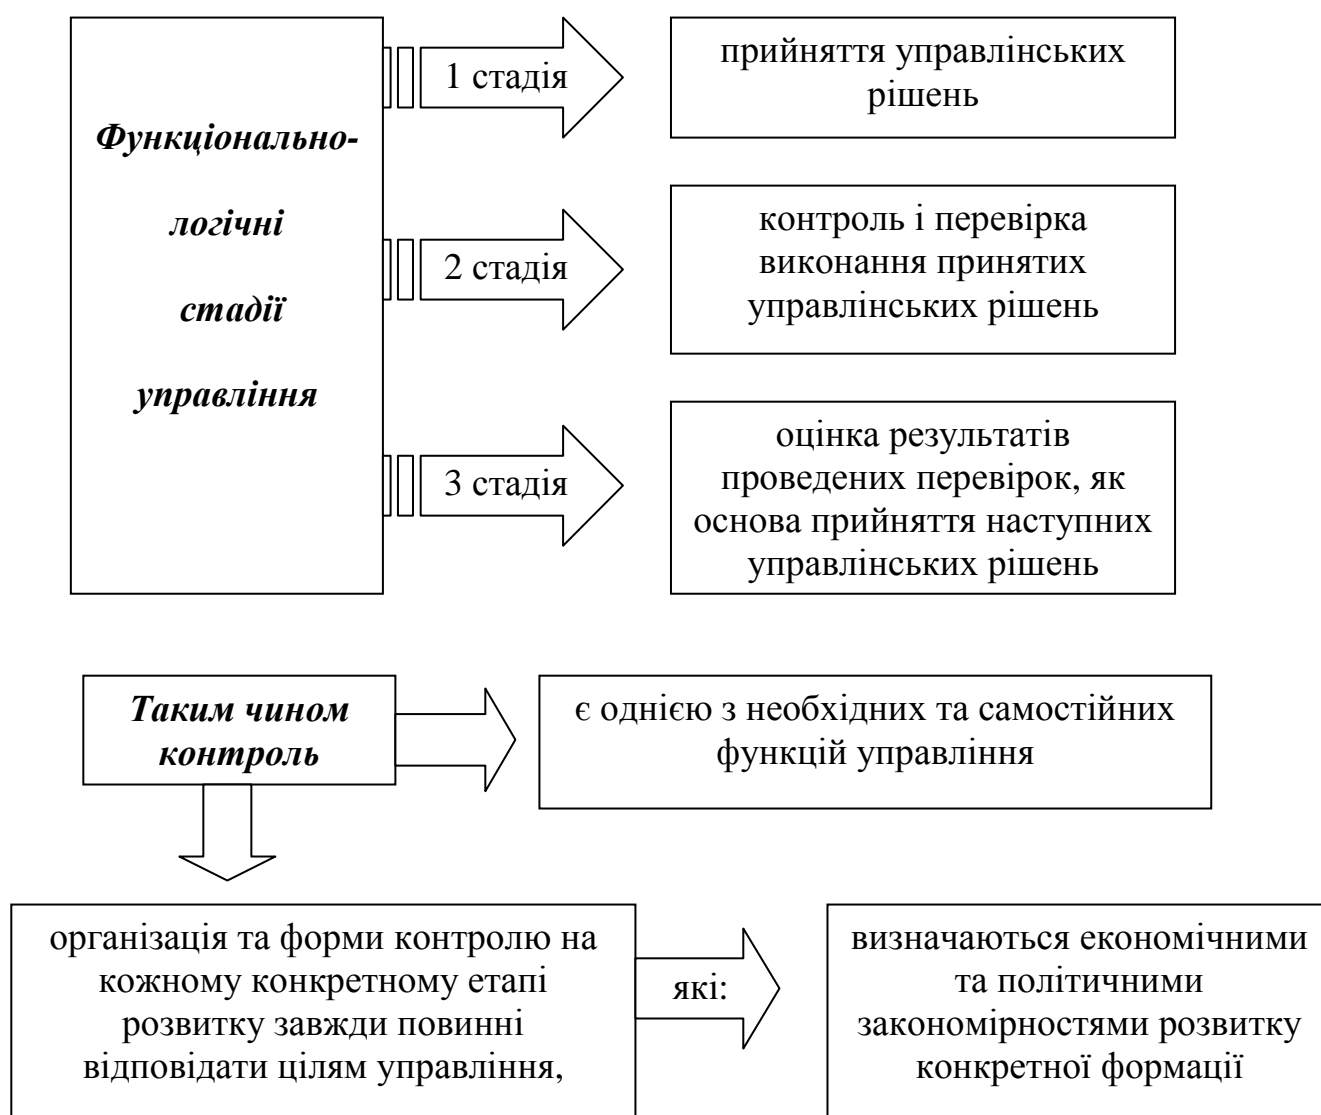 Функціонально-
логічні
стадії
управління
1 стадія
прийняття управлінських
рішень
2 стадія
контроль і перевірка
виконання принятих
управлінських рішень
3 стадія
оцінка результатів
проведених перевірок, як
основа прийняття наступних
управлінських рішень
Таким чином
контроль
є однією з необхідних та самостійних
функцій управління
організація та форми контролю на
кожному конкретному етапі
розвитку завжди повинні
відповідати цілям управління,
які:
визначаються економічними
та політичними
закономірностями розвитку
конкретної формації